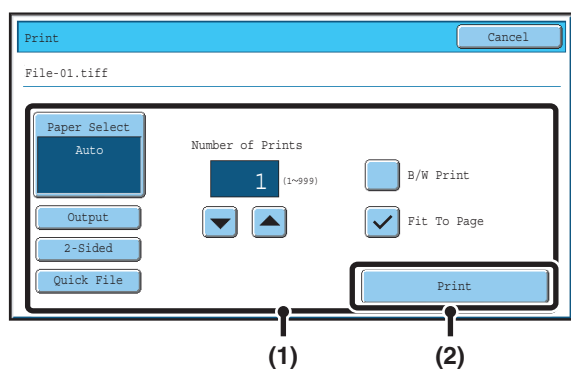 Print
Cancel
File-01.tiff
Paper Select
Auto
Number of Prints
1 (1~999)
B/W Print
Output
Fit To Page
2-Sided
Quick File
Print
(1)
(2)